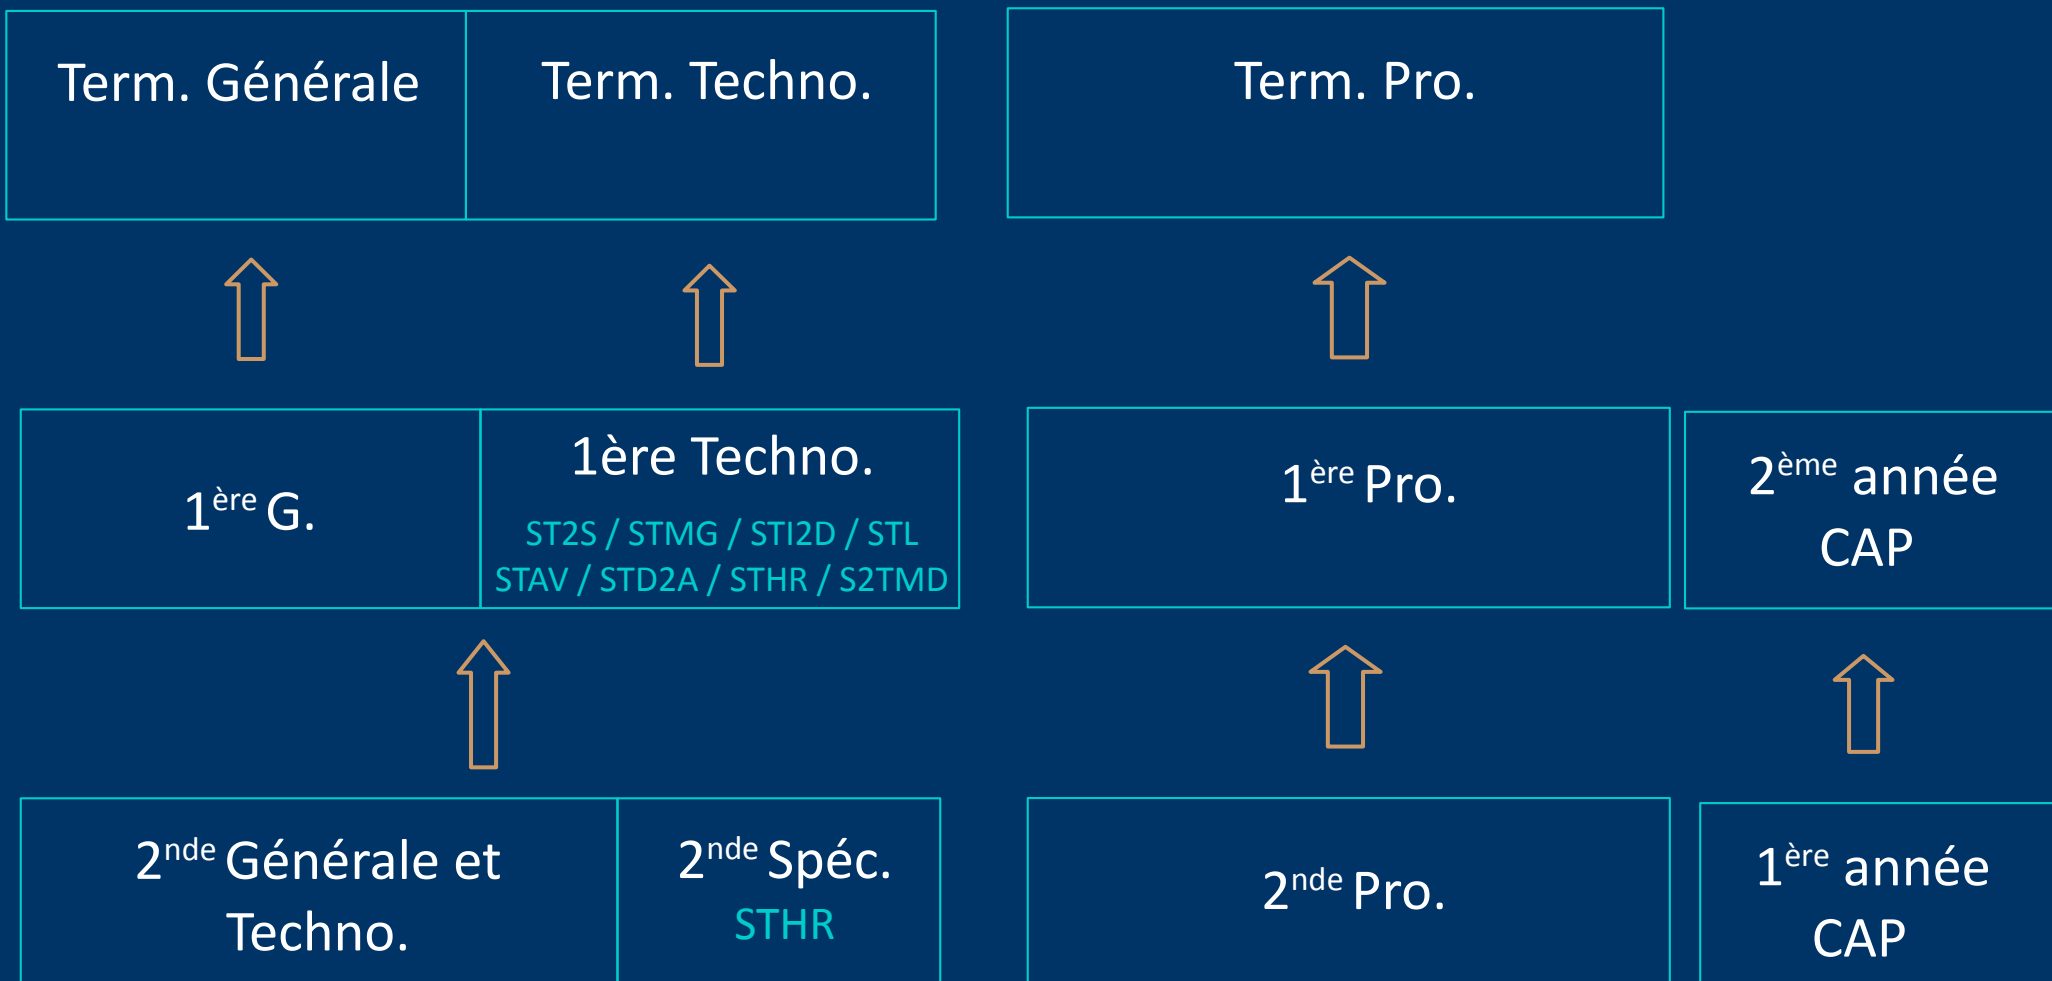 Term. Générale
Term. Techno.
Term. Pro.
1ère G.
1ère Techno.
ST2S / STMG / STI2D / STL
STAV / STD2A / STHR / S2TMD
1ère Pro.
2ème année
CAP
2nde Générale et
Techno.
2nde Spéc.
STHR
2nde Pro.
1ère année
CAP